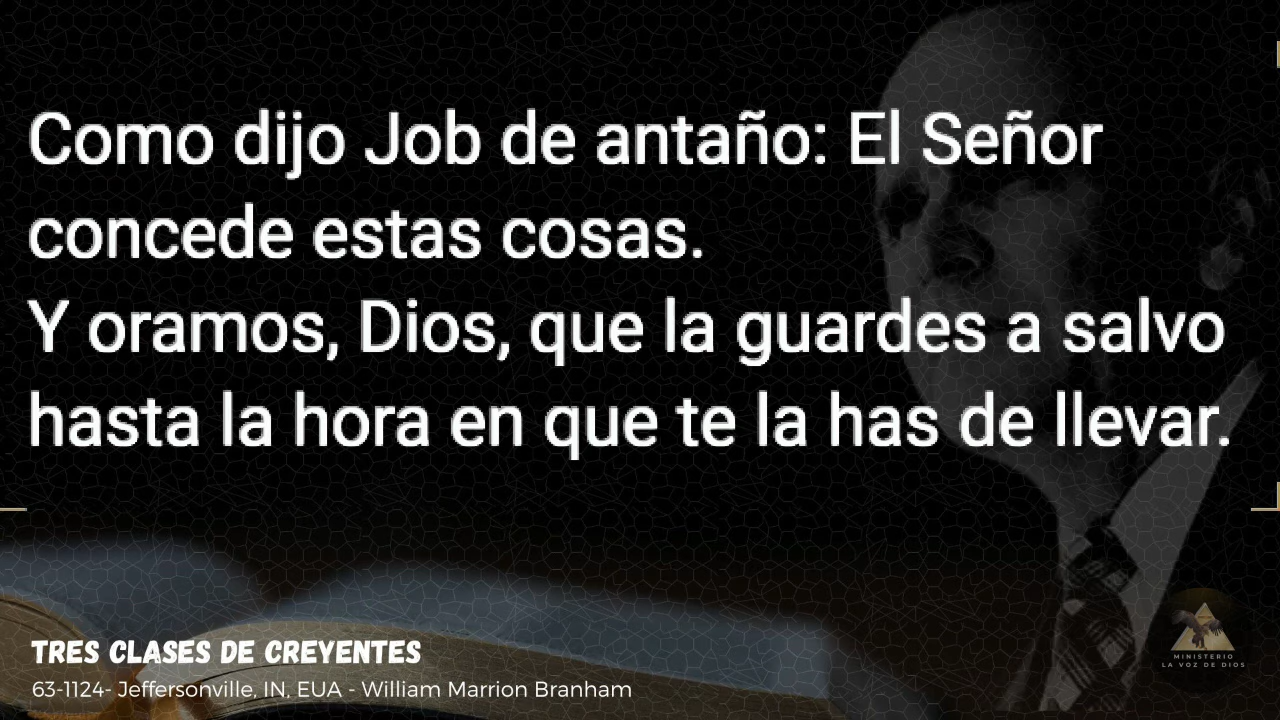 Como dijo Job de antaño: El Señor
concede estas cosas.
Y oramos, Dios, que la guardes a salvo
hasta la hora en que te la has de llevar.
TRES CLASES DE CREYENTES
63-1124- Jeffersonville, IN, EUA - William Marrion Branham
MINISTERIO
LA VOZ DE DIOS